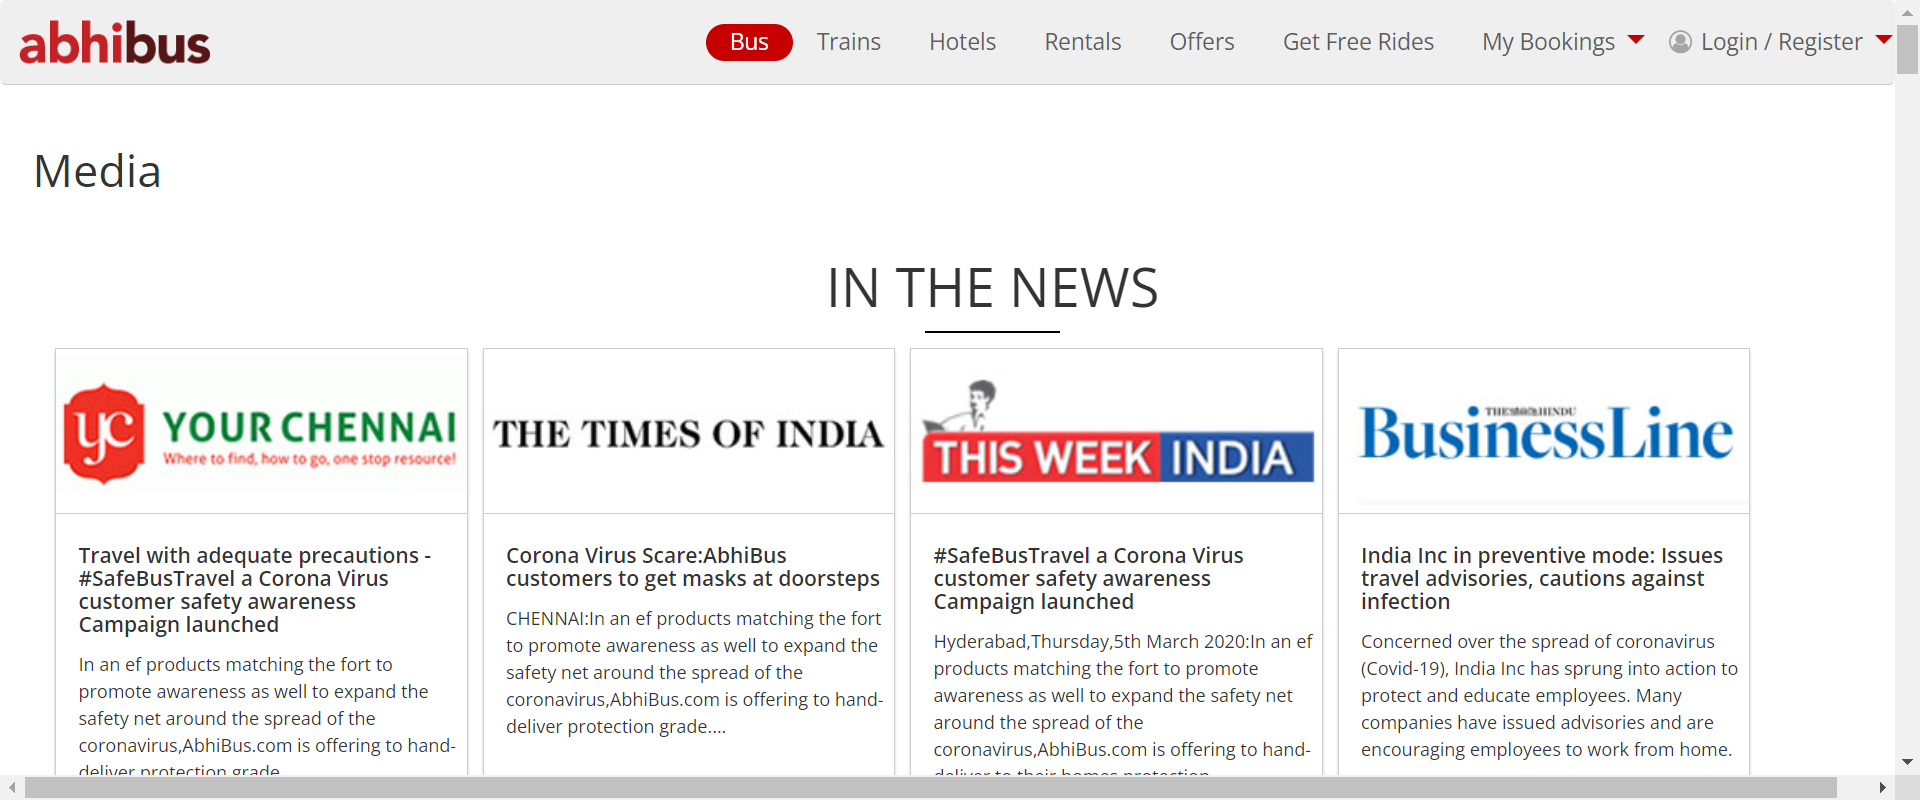 abhibus
Bus Trains Hotels Rentals Offers Get Free Rides My Bookings Login / Register
Media
IN THE NEWS
yc YOUR CHENNAI
Where to find, how to go, one stop resource!
Travel with adequate precautions -
#SafeBusTravel a Corona Virus
customer safety awareness
Campaign launched
In an ef products matching the fort to
promote awareness as well to expand the
safety net around the spread of the
coronavirus,AbhiBus.com is offering to hand-
deliver protection grade
THE TIMES OF INDIA
Corona Virus Scare:AbhiBus
customers to get masks at doorsteps
CHENNAI:In an ef products matching the fort
to promote awareness as well to expand the
safety net around the spread of the
coronavirus,AbhiBus.com is offering to hand-
deliver protection grade....
THIS WEEK INDIA
#SafeBusTravel a Corona Virus
customer safety awareness
Campaign launched
Hyderabad,Thursday,5th March 2020:In an ef
products matching the fort to promote
awareness as well to expand the safety net
around the spread of the
coronavirus,AbhiBus.com is offering to hand-
deliver to their homes protection
THE HINDU
BusinessLine
India Inc in preventive mode: Issues
travel advisories, cautions against
infection
Concerned over the spread of coronavirus
(Covid-19), India Inc has sprung into action to
protect and educate employees. Many
companies have issued advisories and are
encouraging employees to work from home.